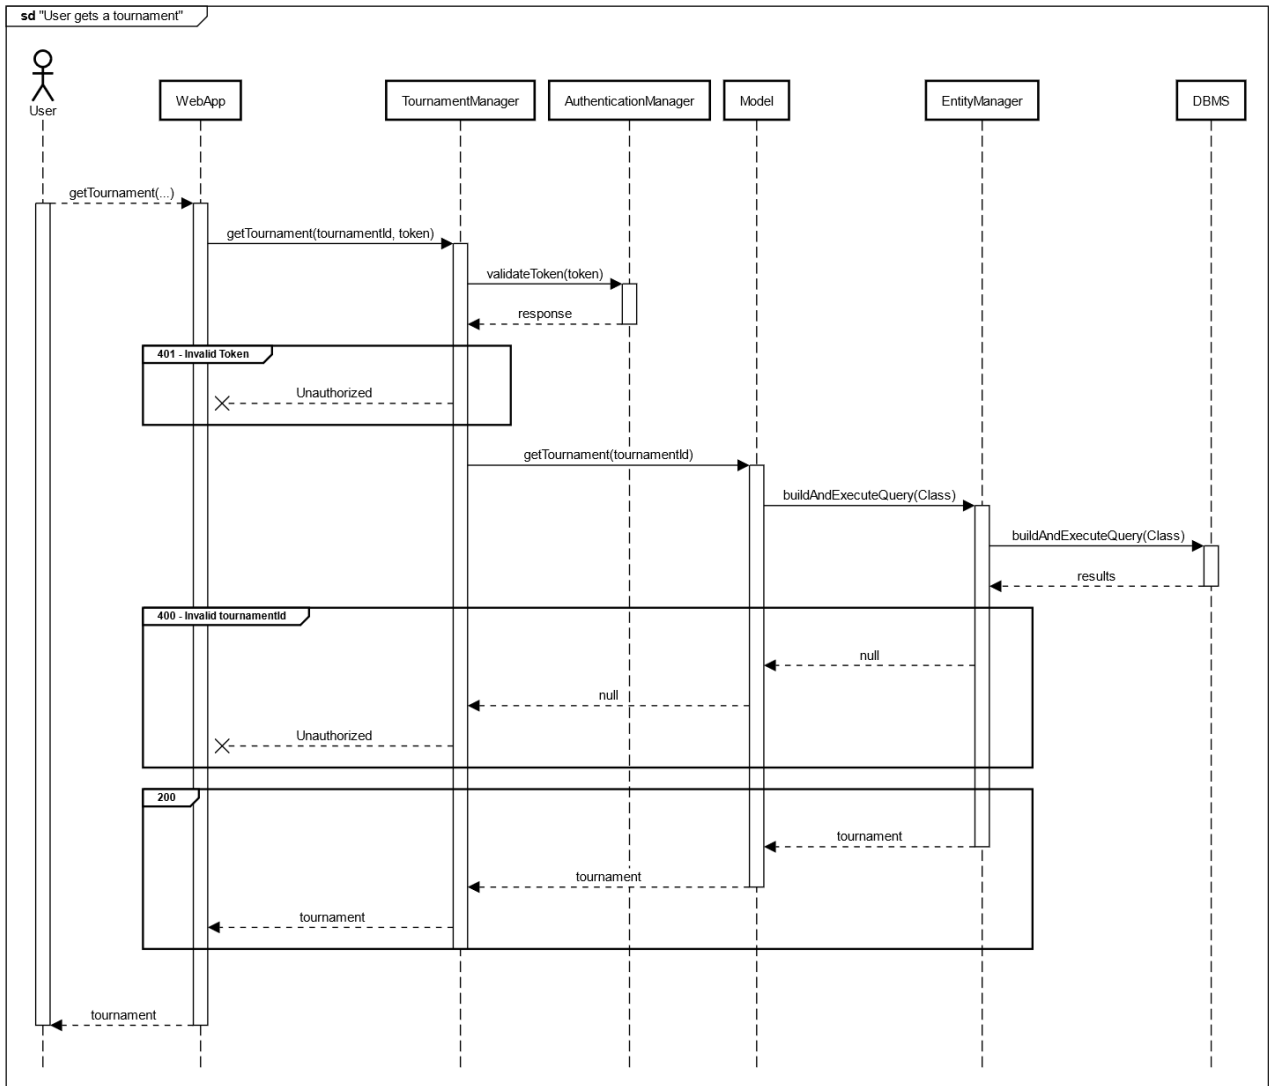 sd "User gets a tournament"
User
WebApp
TournamentManager
AuthenticationManager
Model
EntityManager
DBMS
getTournament(...)
getTournament(tournamentId, token)
validateToken(token)
response
401 - Invalid Token
Unauthorized
getTournament(tournamentId)
buildAndExecuteQuery(Class)
buildAndExecuteQuery(Class)
results
400 - Invalid tournamentId
null
null
Unauthorized
200
tournament
tournament
tournament
tournament